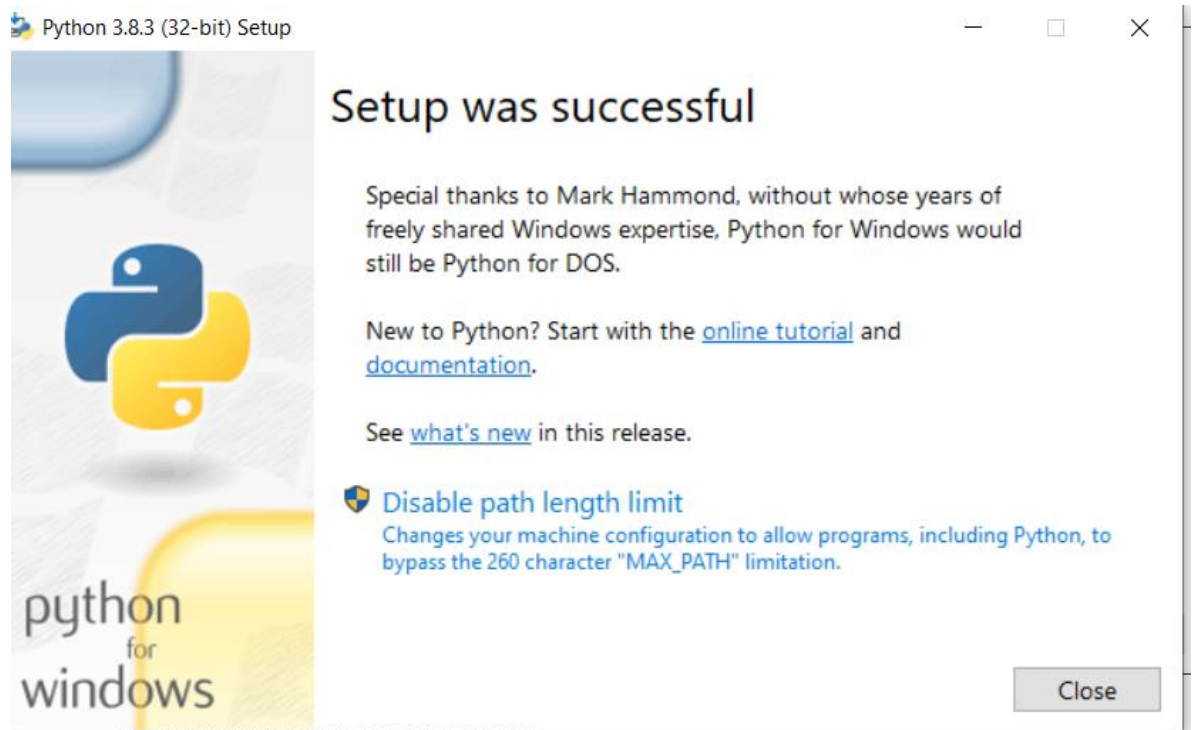 Python 3.8.3 (32-bit) Setup
Setup was successful
Special thanks to Mark Hammond, without whose years of
freely shared Windows expertise, Python for Windows would
still be Python for DOS.
New to Python? Start with the online tutorial and
documentation.
See what's new in this release.
Disable path length limit
Changes your machine configuration to allow programs, including Python, to
bypass the 260 character "MAX_PATH" limitation.
python
for
windows
Close